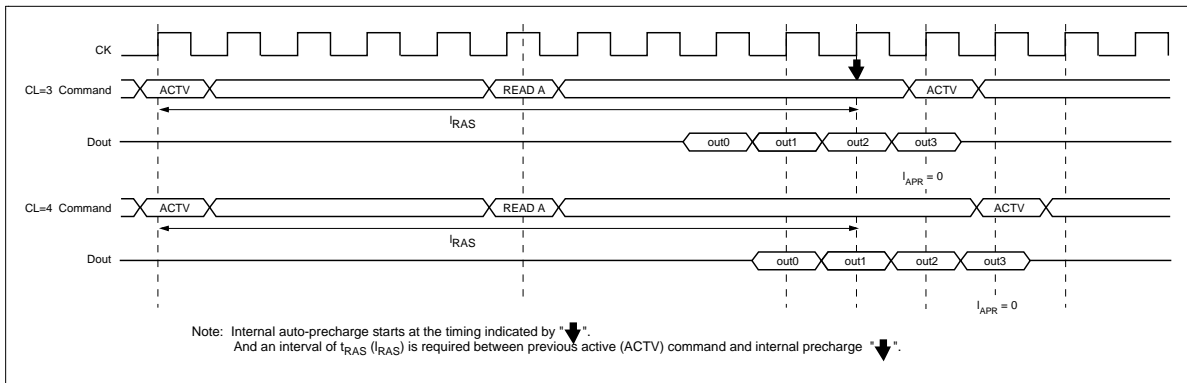 CK
CL=3 Command ACTV READ A ACTV
lRAS
Dout out0 out1 out2 out3
lAPR = 0
CL=4 Command ACTV READ A ACTV
lRAS
Dout out0 out1 out2 out3
lAPR = 0
Note: Internal auto-precharge starts at the timing indicated by " ".
And an interval of tRAS (lRAS) is required between previous active (ACTV) command and internal precharge " ".